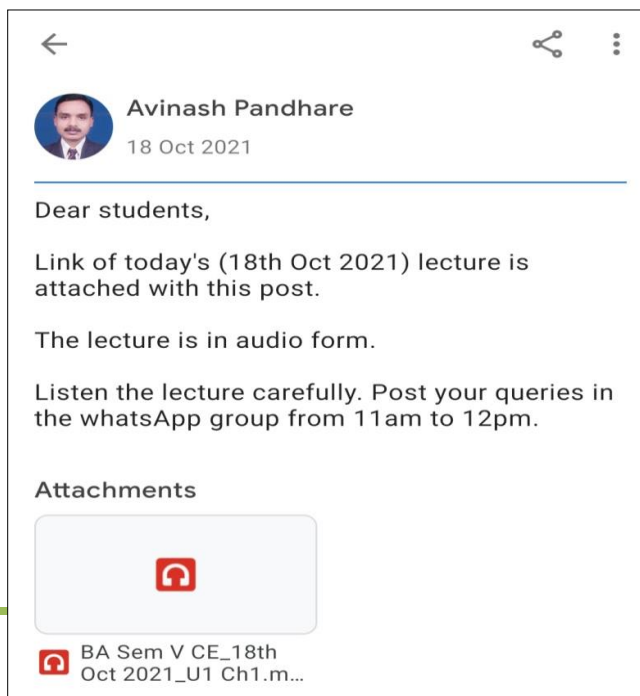 Avinash Pandhare
18 Oct 2021
Dear students,
Link of today's (18th Oct 2021) lecture is
attached with this post.
The lecture is in audio form.
Listen the lecture carefully. Post your queries in
the whatsApp group from 11am to 12pm.
Attachments
BA Sem V CE_18th
Oct 2021_U1 Ch1.m...